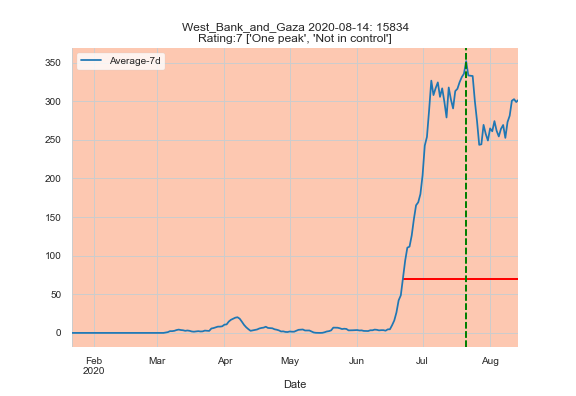 West_Bank_and_Gaza 2020-08-14: 15834
Rating:7 ['One peak', 'Not in control']
Average-7d
350
300
250
200
150
100
50
0
Feb Mar Apr May Jun Jul Aug
2020
Date